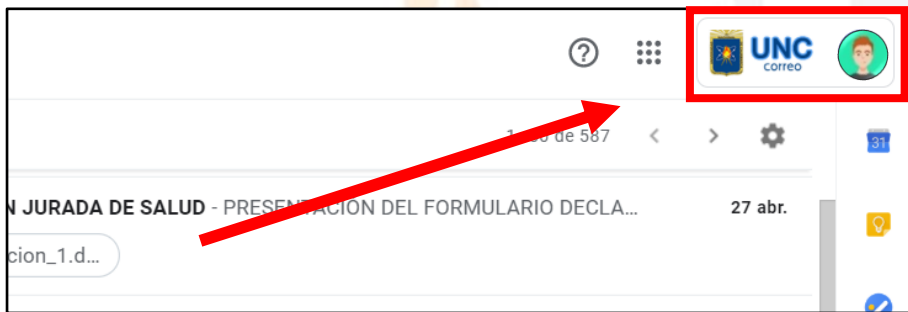 UNC
correo
de 587
31
N JURADA DE SALUD - PRESENTACION DEL FORMULARIO DECLA... 27 abr.
cion_1.d...